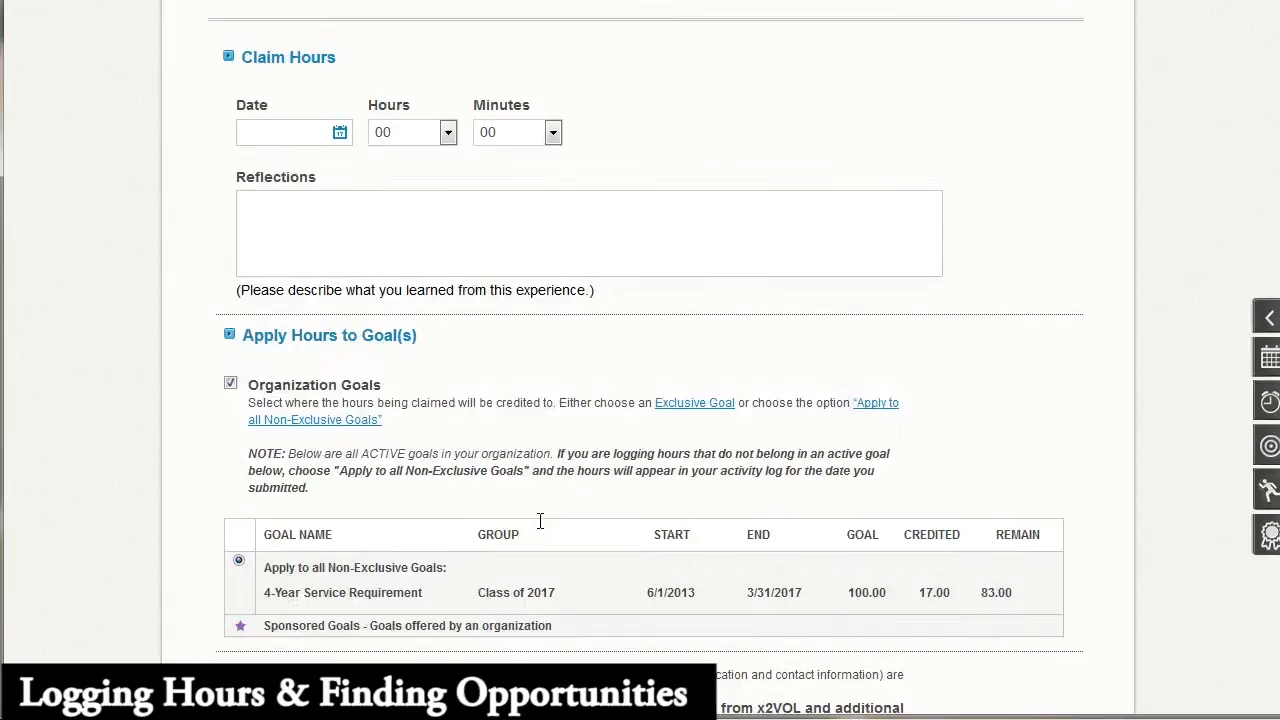 Claim Hours
Date Hours Minutes
17 00 00
Reflections
(Please describe what you learned from this experience.)
Apply Hours to Goal(s)
Organization Goals
Select where the hours being claimed will be credited to. Either choose an Exclusive Goal or choose the option “Apply to
all Non-Exclusive Goals”
NOTE: Below are all ACTIVE goals in your organization. If you are logging hours that do not belong in an active goal
below, choose "Apply to all Non-Exclusive Goals" and the hours will appear in your activity log for the date you
submitted.
GOAL NAME GROUP START END GOAL CREDITED REMAIN
Apply to all Non-Exclusive Goals:
4-Year Service Requirement Class of 2017 6/1/2013 3/31/2017 100.00 17.00 83.00
Sponsored Goals - Goals offered by an organization
cation and contact information) are
from x2VOL and additional
Logging Hours & Finding Opportunities